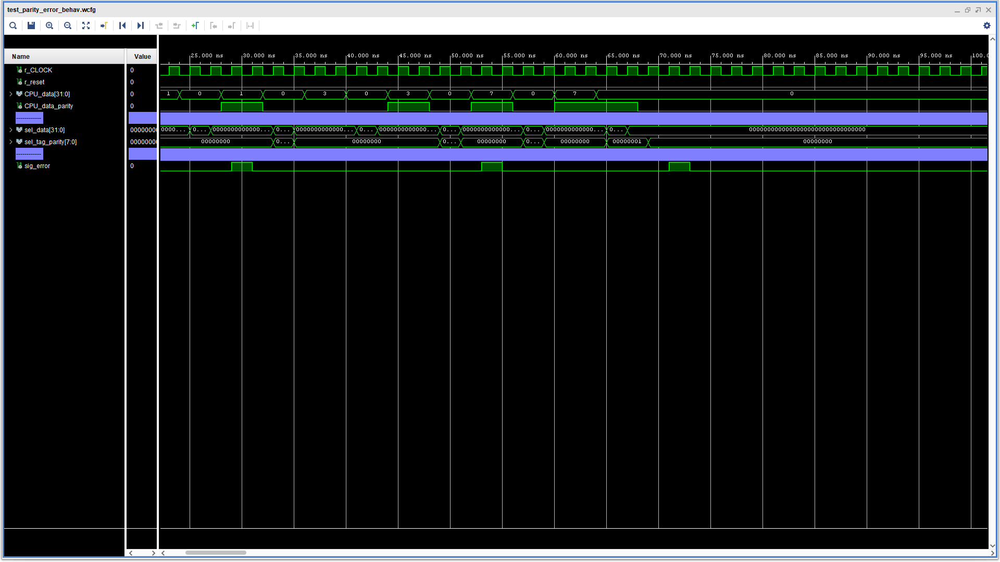 test_parity_error_behav.wcfg
Name Value 25.000 ns 30.000 ns 35.000 ns 40.000 ns 45.000 ns 50.000 ns 55.000 ns 60.000 ns 65.000 ns 70.000 ns 75.000 ns 80.000 ns 85.000 ns 90.000 ns 95.000 ns 100.0
r_CLOCK 0
r_reset 0
CPU_data[31:0] 0 1 0 1 0 3 0 3 0 7 0 7 0
CPU_data_parity 0
------------
sel_data[31:0] 00000000 0000... 0... 0000000000000... 0... 0000000000000... 0... 0000000000000... 0... 0000000000000... 0... 0000000000000... 0... 00000000000000000000000000000000
sel_tag_parity[7:0] 00000000 00000000 0... 00000000 0... 00000000 0... 00000000 00000001 00000000
------------
sig_error 0